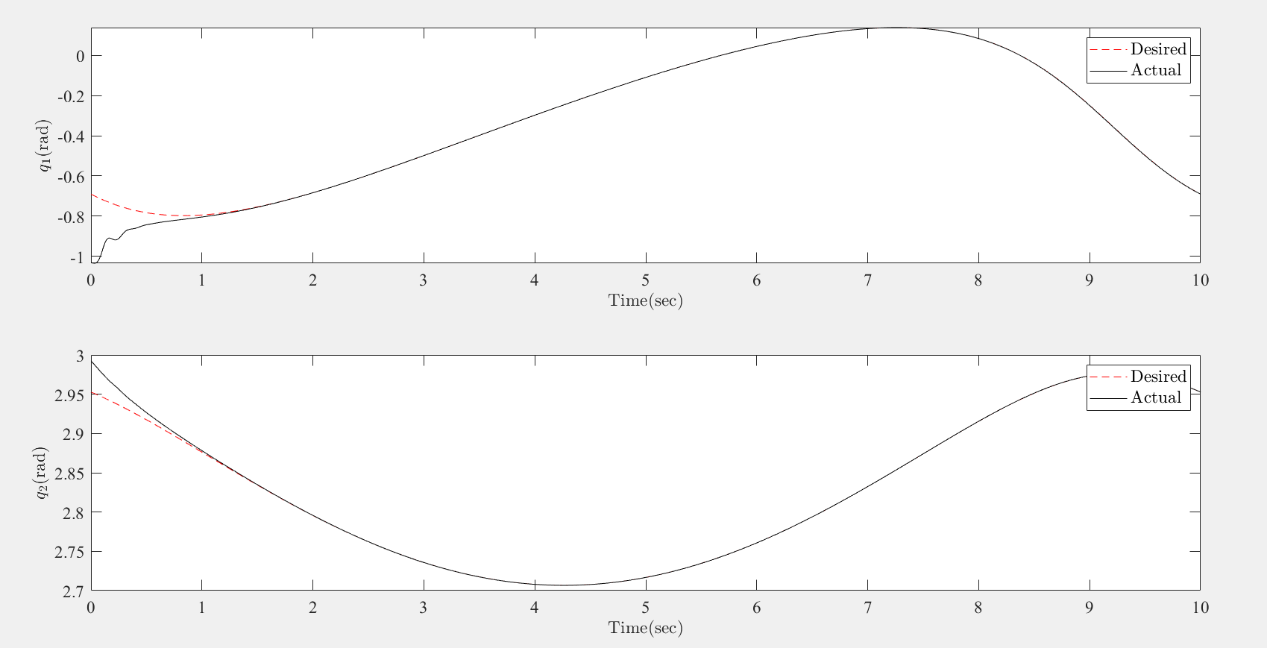 0
-0.2
-0.4
-0.6
-0.8
-1
q1(rad)
Desired
Actual
0 1 2 3 4 5 6 7 8 9 10
Time(sec)
3
2.95
2.9
2.85
2.8
2.75
2.7
q2(rad)
Desired
Actual
0 1 2 3 4 5 6 7 8 9 10
Time(sec)